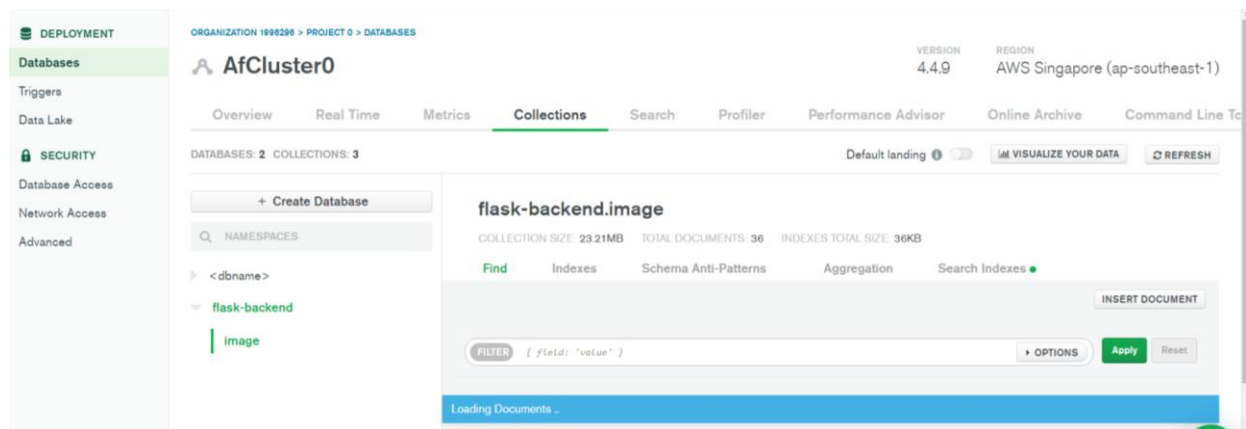 DEPLOYMENT
Databases
Triggers
Data Lake
SECURITY
Database Access
Network Access
Advanced
ORGANIZATION 1998298 > PROJECT 0 > DATABASES
AfCluster0
VERSION
4.4.9
REGION
AWS Singapore (ap-southeast-1)
Overview Real Time Metrics Collections Search Profiler Performance Advisor Online Archive Command Line To
DATABASES: 2 COLLECTIONS: 3
Default landing VISUALIZE YOUR DATA REFRESH
+ Create Database
NAMESPACES
<dbname>
flask-backend
image
flask-backend.image
COLLECTION SIZE: 23.21MB TOTAL DOCUMENTS: 36 INDEXES TOTAL SIZE: 36KB
Find Indexes Schema Anti-Patterns Aggregation Search Indexes
INSERT DOCUMENT
FILTER { field: 'value' } OPTIONS Apply Reset
Loading Documents ..